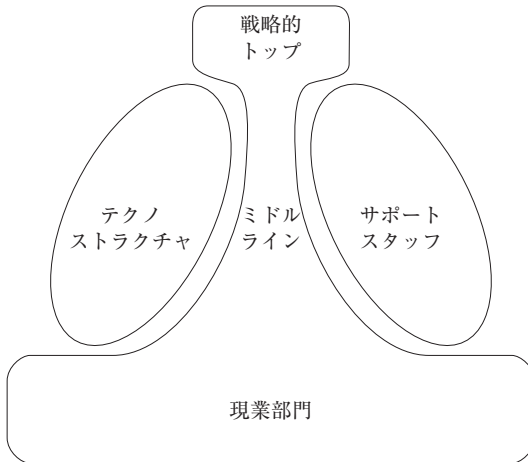 戦略的
トップ
テクノ
ストラクチャ
ミドル
ライン
サポート
スタッフ
現業部門